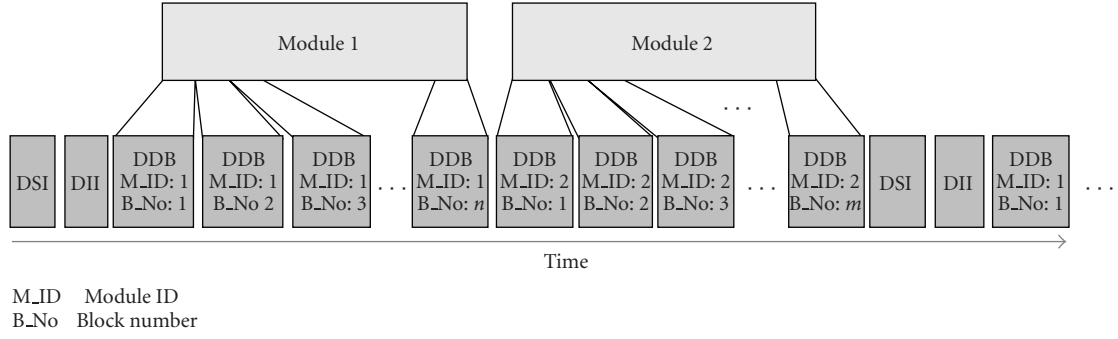 Module 1
Module 2
. . .
DSI
DII
DDB
M_ID: 1
B_No: 1
DDB
M_ID: 1
B_No 2
DDB
M_ID: 1
B_No: 3
. . .
DDB
M_ID: 1
B_No: n
DDB
M_ID: 2
B_No: 1
DDB
M_ID: 2
B_No: 2
DDB
M_ID: 2
B_No: 3
. . .
DDB
M_ID: 2
B_No: m
DSI
DII
DDB
M_ID: 1
B_No: 1
. . .
Time
M_ID Module ID
B_No Block number